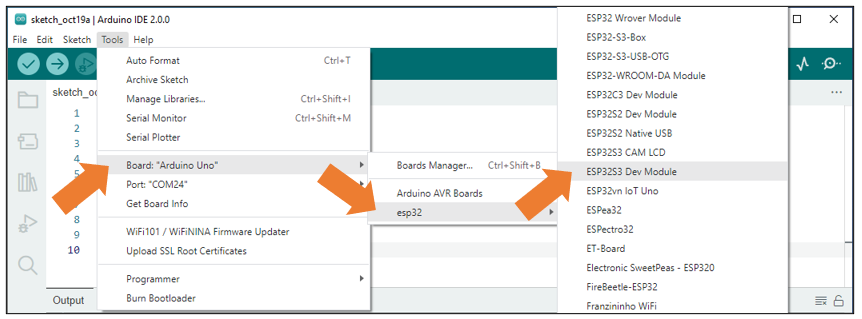 sketch_oct19a | Arduino IDE 2.0.0
File Edit Sketch Tools Help
sketch_oc
1
2
3
4
5
6
7
8
9
10
Output
Auto Format Ctrl+T
Archive Sketch
Manage Libraries... Ctrl+Shift+I
Serial Monitor Ctrl+Shift+M
Serial Plotter
Board: "Arduino Uno"
Port: "COM24"
Get Board Info
WiFi101 / WiFiNINA Firmware Updater
Upload SSL Root Certificates
Programmer
Burn Bootloader
Boards Manager... Ctrl+Shift+B
Arduino AVR Boards
esp32
ESP32 Wrover Module
ESP32-S3-Box
ESP32-S3-USB-OTG
ESP32-WROOM-DA Module
ESP32C3 Dev Module
ESP32S2 Dev Module
ESP32S2 Native USB
ESP32S3 CAM LCD
ESP32S3 Dev Module
ESP32vn IoT Uno
ESPea32
ESPectro32
ET-Board
Electronic SweetPeas - ESP320
FireBeetle-ESP32
Franzininho WiFi